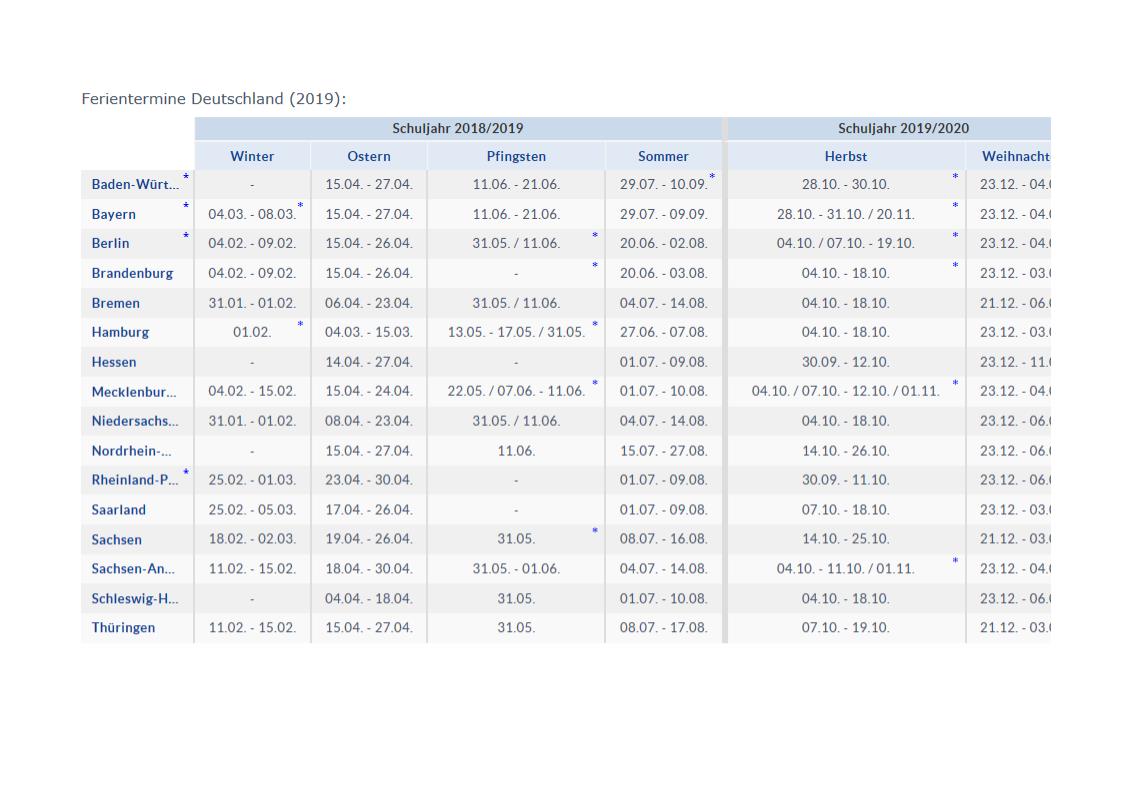 Ferientermine Deutschland (2019):
Schuljahr 2018/2019 Schuljahr 2019/2020
Winter Ostern Pfingsten Sommer Herbst Weihnacht
Baden-Würt... * - 15.04. - 27.04. 11.06. - 21.06. 29.07. - 10.09. * 28.10. - 30.10. * 23.12. - 04.0
Bayern * 04.03. - 08.03. * 15.04. - 27.04. 11.06. - 21.06. 29.07. - 09.09. 28.10. - 31.10. / 20.11. * 23.12. - 04.0
Berlin * 04.02. - 09.02. 15.04. - 26.04. 31.05. / 11.06. * 20.06. - 02.08. 04.10. / 07.10. - 19.10. * 23.12. - 04.0
Brandenburg 04.02. - 09.02. 15.04. - 26.04. - * 20.06. - 03.08. 04.10. - 18.10. * 23.12. - 03.0
Bremen 31.01. - 01.02. 06.04. - 23.04. 31.05. / 11.06. 04.07. - 14.08. 04.10. - 18.10. 21.12. - 06.0
Hamburg 01.02. * 04.03. - 15.03. 13.05. - 17.05. / 31.05. * 27.06. - 07.08. 04.10. - 18.10. 23.12. - 03.0
Hessen - 14.04. - 27.04. - 01.07. - 09.08. 30.09. - 12.10. 23.12. - 11.0
Mecklenbur... 04.02. - 15.02. 15.04. - 24.04. 22.05. / 07.06. - 11.06. * 01.07. - 10.08. 04.10. / 07.10. - 12.10. / 01.11. * 23.12. - 04.0
Niedersachs... 31.01. - 01.02. 08.04. - 23.04. 31.05. / 11.06. 04.07. - 14.08. 04.10. - 18.10. 23.12. - 06.0
Nordrhein-... - 15.04. - 27.04. 11.06. 15.07. - 27.08. 14.10. - 26.10. 23.12. - 06.0
Rheinland-P... * 25.02. - 01.03. 23.04. - 30.04. - 01.07. - 09.08. 30.09. - 11.10. 23.12. - 06.0
Saarland 25.02. - 05.03. 17.04. - 26.04. - 01.07. - 09.08. 07.10. - 18.10. 23.12. - 03.0
Sachsen 18.02. - 02.03. 19.04. - 26.04. 31.05. * 08.07. - 16.08. 14.10. - 25.10. 21.12. - 03.0
Sachsen-An... 11.02. - 15.02. 18.04. - 30.04. 31.05. - 01.06. 04.07. - 14.08. 04.10. - 11.10. / 01.11. * 23.12. - 04.0
Schleswig-H... - 04.04. - 18.04. 31.05. 01.07. - 10.08. 04.10. - 18.10. 23.12. - 06.0
Thüringen 11.02. - 15.02. 15.04. - 27.04. 31.05. 08.07. - 17.08. 07.10. - 19.10. 21.12. - 03.0